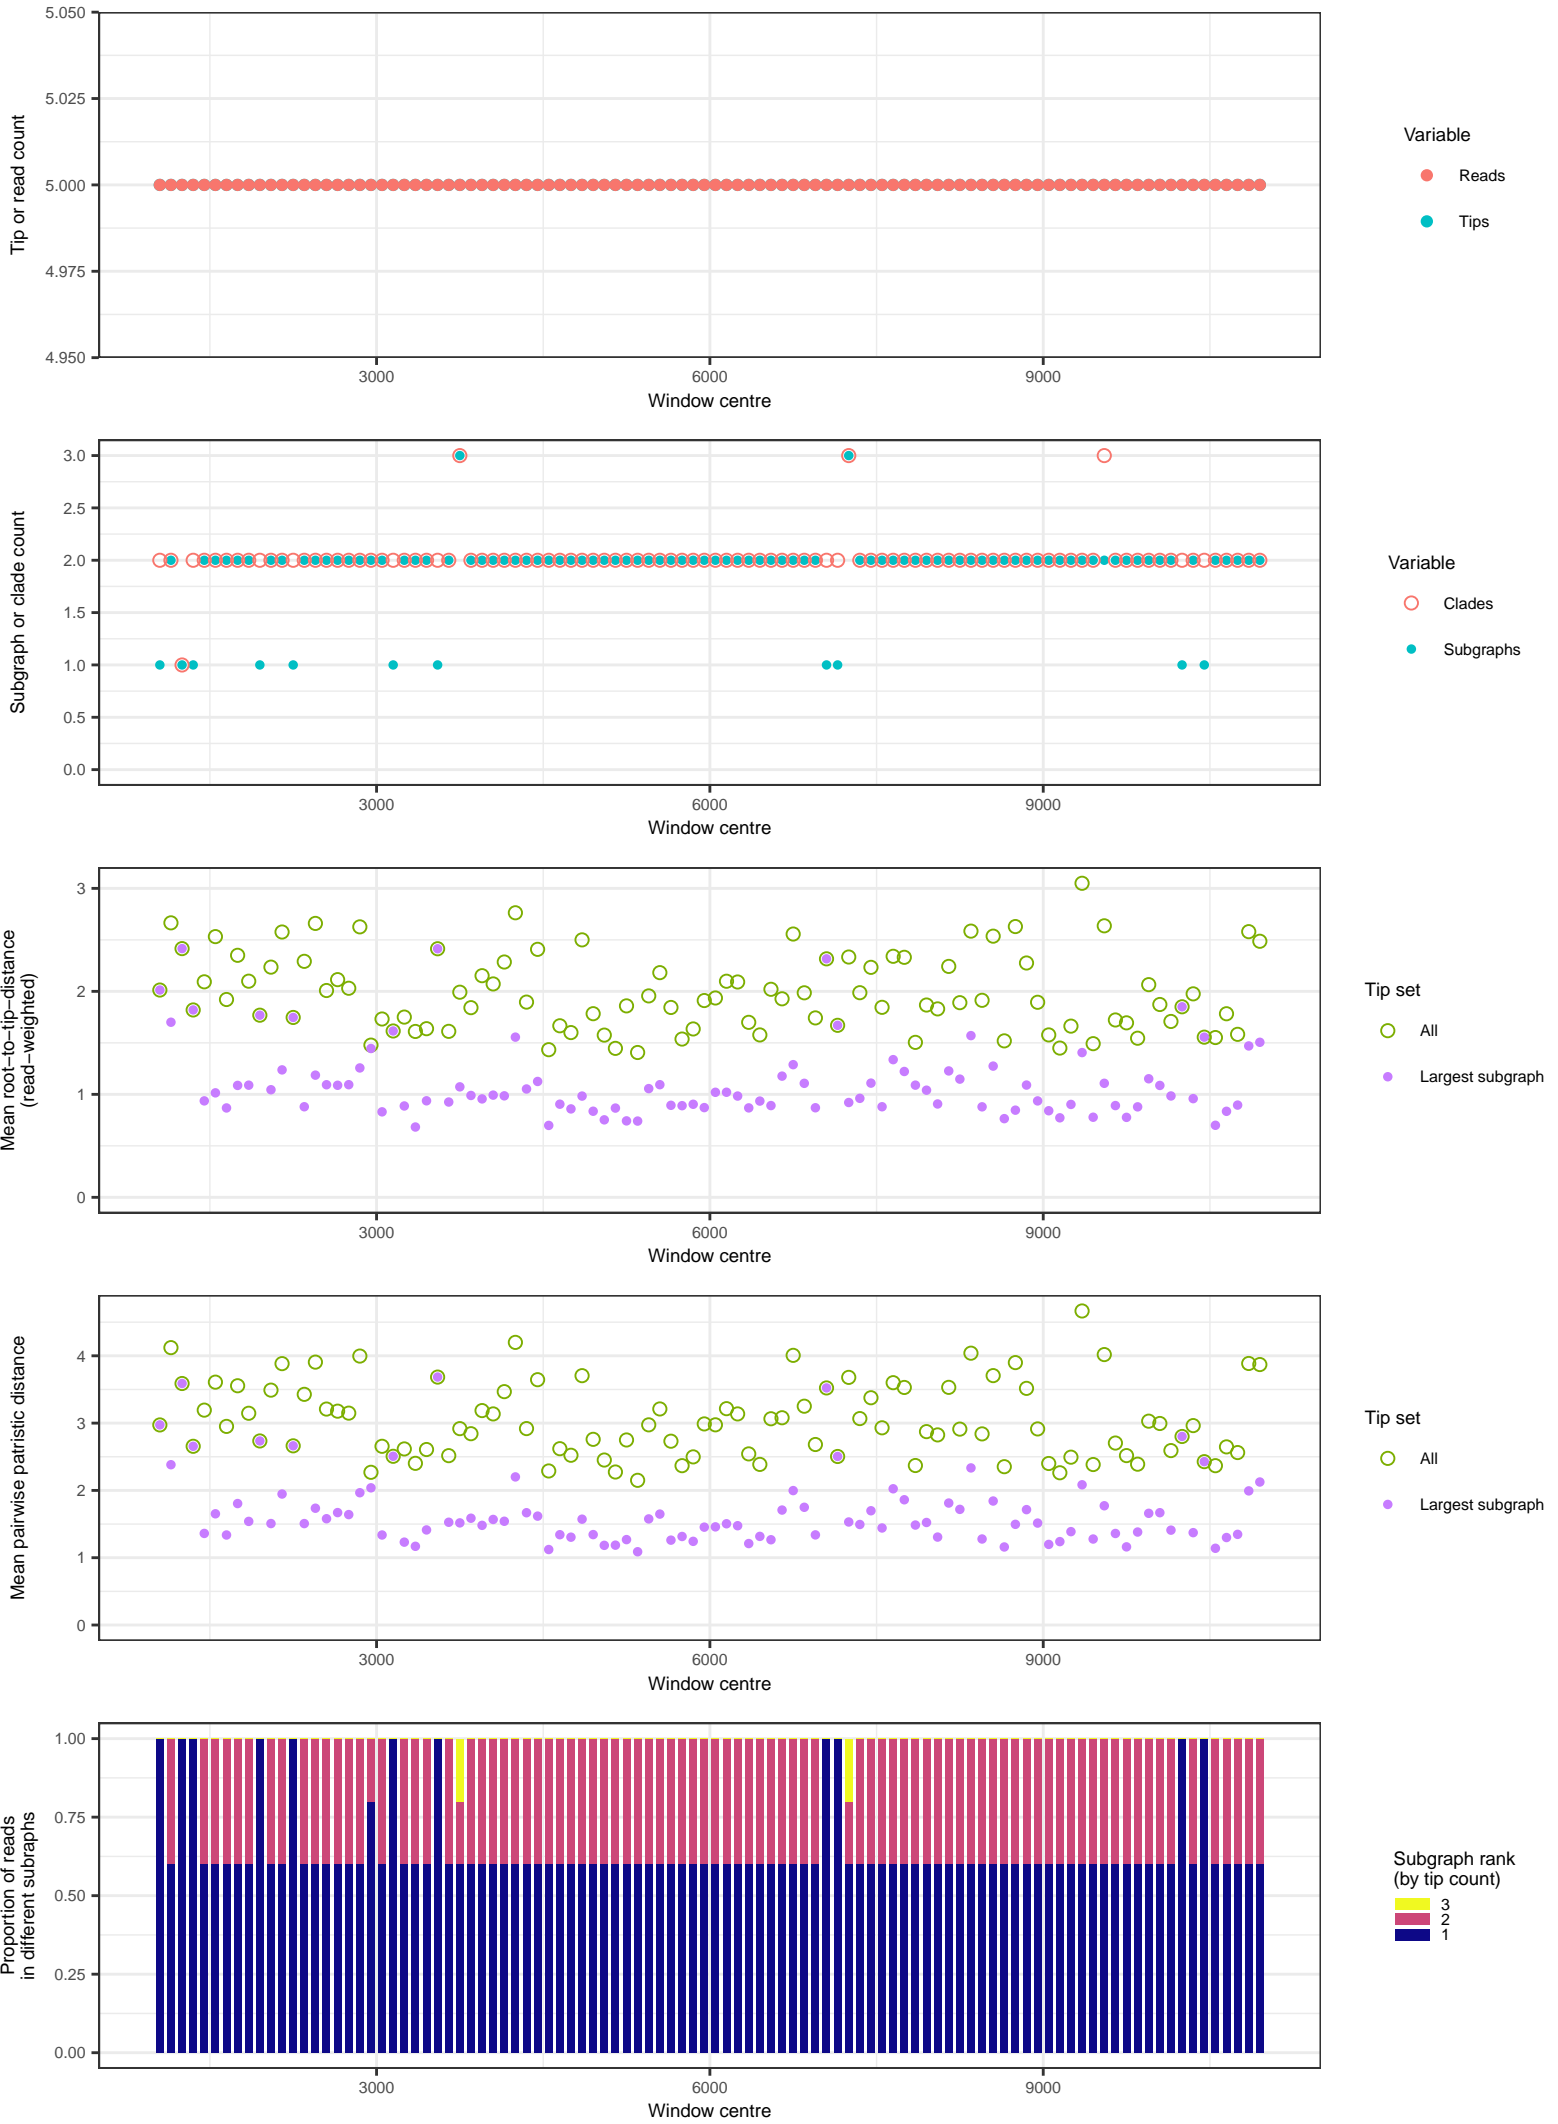 5.050
5.025
5.000
4.975
4.950
Tip or read count
3000
6000
9000
Window centre
Variable
Reads
Tips
3.0
2.5
2.0
1.5
1.0
0.5
0.0
Subgraph or clade count
3000
6000
9000
Window centre
Variable
Clades
Subgraphs
3
2
1
0
Mean root−to−tip−distance
(read−weighted)
3000
6000
9000
Window centre
Tip set
All
Largest subgraph
4
3
2
1
0
Mean pairwise patristic distance
3000
6000
9000
Window centre
Tip set
All
Largest subgraph
1.00
0.75
0.50
0.25
0.00
Proportion of reads
in different subraphs
3000
6000
9000
Window centre
Subgraph rank
(by tip count)
3
2
1